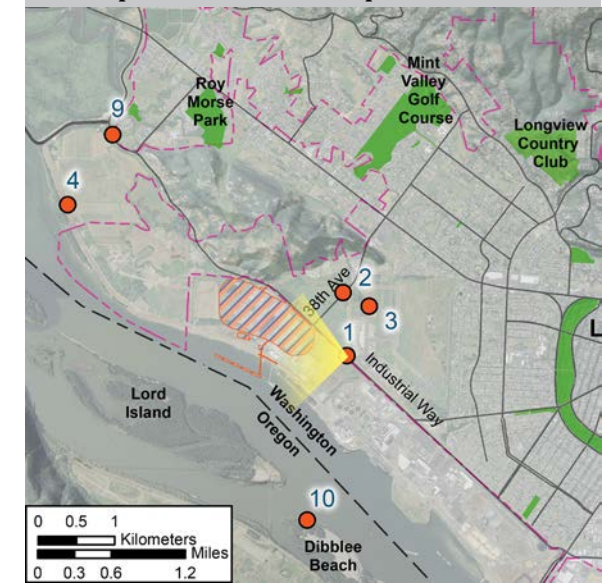 Mint
Valley
Golf
Course
Roy
Morse
Park
Longview
Country
Club
9
4
2
38th Ave
3
1
Industrial Way
L
Lord
Island
Washington
Oregon
10
Dibblee
Beach
0 0.5 1
Kilometers
Miles
0 0.3 0.6 1.2